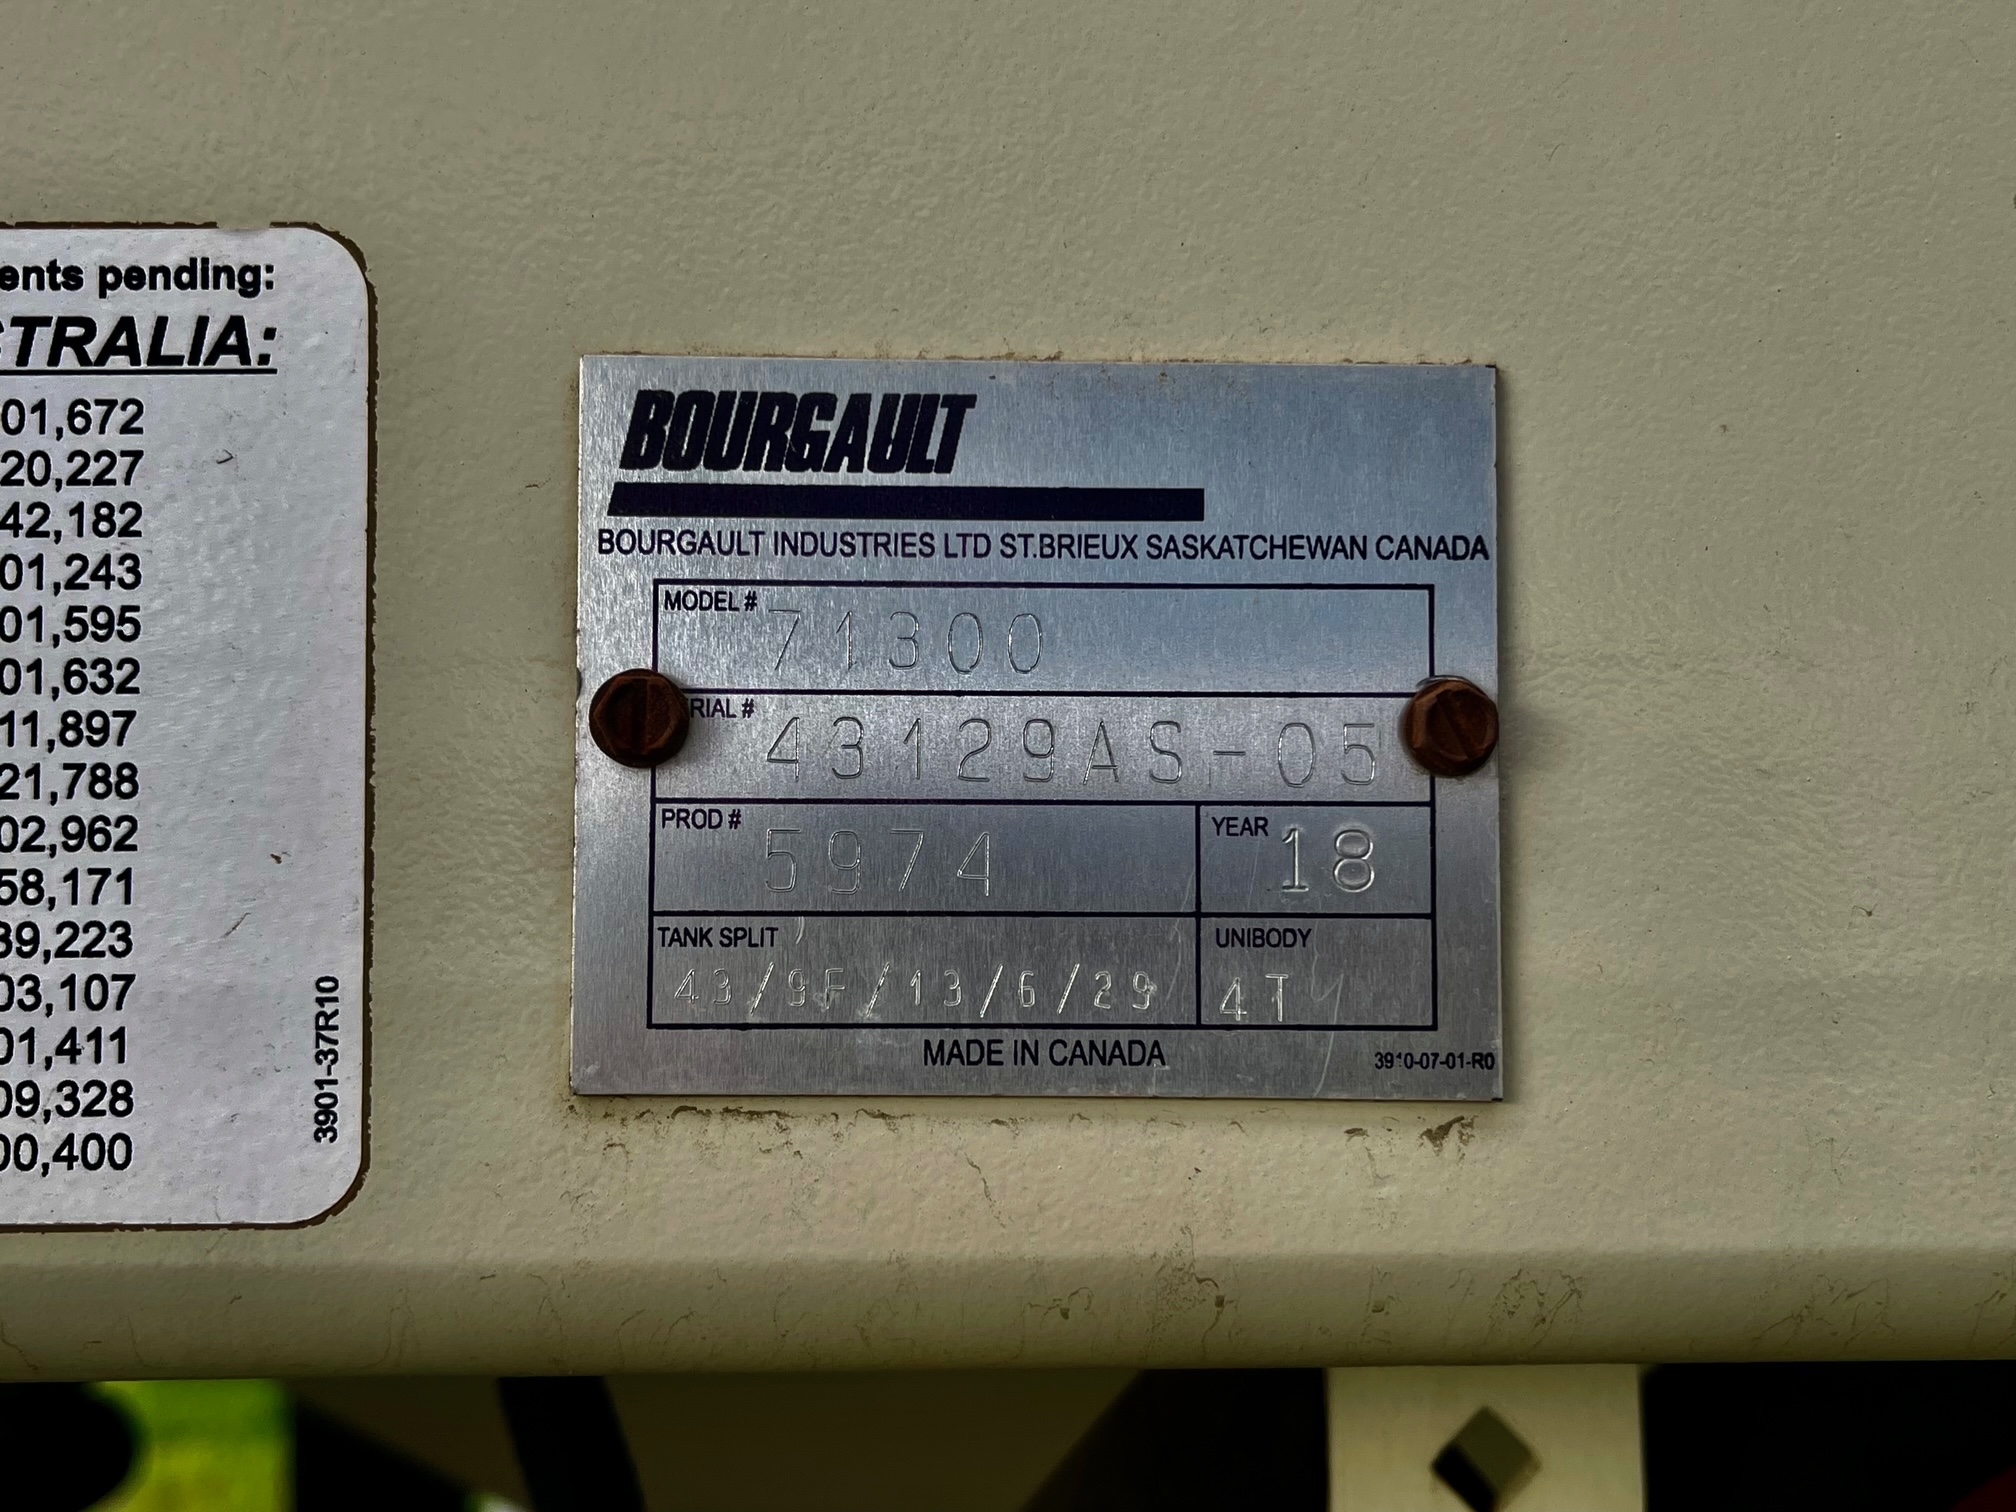 ents pending:
STRALIA:
01,672
20,227
42,182
01,243
01,595
01,632
11,897
21,788
02,962
58,171
39,223
03,107
01,411
09,328
00,400
3901-37R10
BOURGAULT
BOURGAULT INDUSTRIES LTD ST.BRIEUX SASKATCHEWAN CANADA
MODEL # 71300
RIAL # 43129AS-05
PROD # 5974
YEAR 18
TANK SPLIT
43/9F/13/6/29
UNIBODY
4T
MADE IN CANADA
3910-07-01-R0